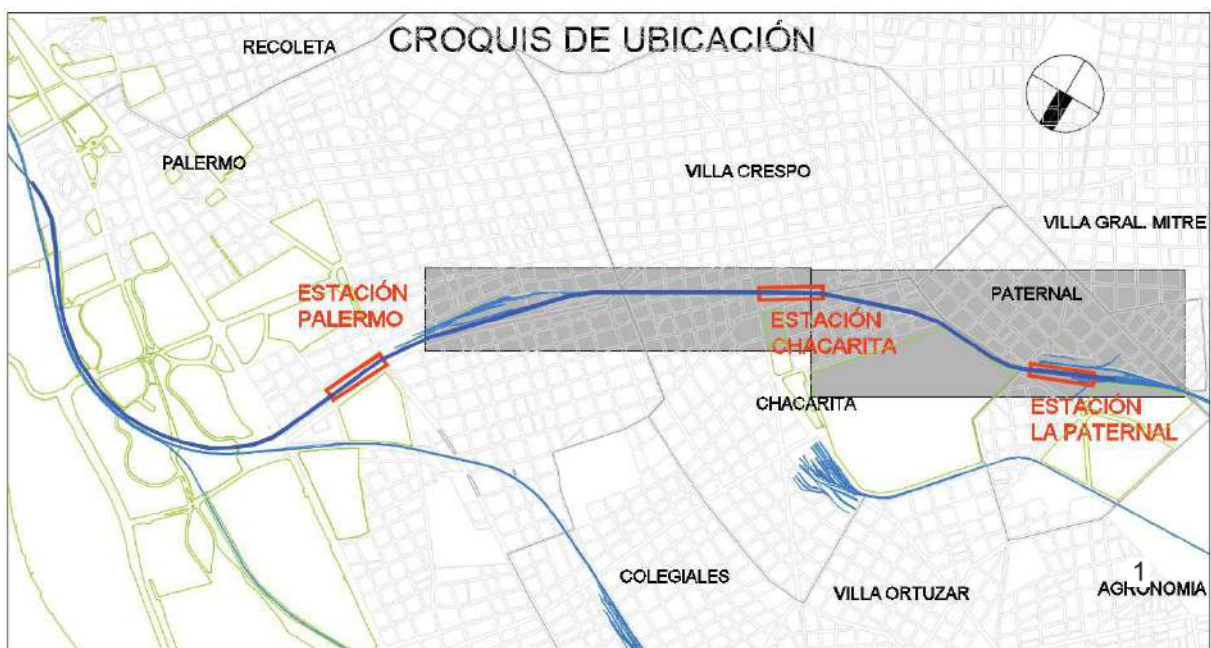 CROQUIS DE UBICACIÓN
RECOLETA
PALERMO
VILLA CRESPO
VILLA GRAL. MITRE
ESTACIÓN
PALERMO
PATERNAL
ESTACIÓN
CHACARITA
CHACARITA
ESTACIÓN
LA PATERNAL
COLEGIALES
VILLA ORTUZAR
1
AGRONOMIA